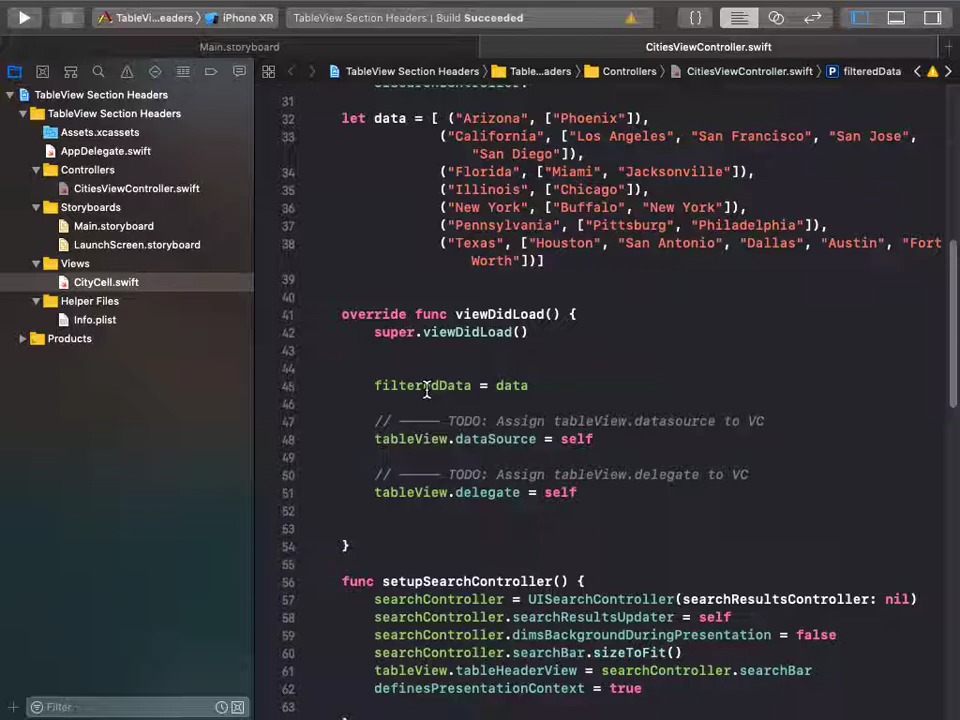 TableVi...eaders
iPhone XR
TableView Section Headers | Build Succeeded
Main.storyboard
CitiesViewController.swift
TableView Section Headers
Table...aders
Controllers
CitiesViewController.swift
P
filteredData
TableView Section Headers
TableView Section Headers
Assets.xcassets
AppDelegate.swift
Controllers
CitiesViewController.swift
Storyboards
Main.storyboard
LaunchScreen.storyboard
Views
CityCell.swift
Helper Files
Info.plist
Products
Filter
31
32 let data = [ ("Arizona", ["Phoenix"]),
33 ("California", ["Los Angeles", "San Francisco", "San Jose",
"San Diego"]),
34 ("Florida", ["Miami", "Jacksonville"]),
35 ("Illinois", ["Chicago"]),
36 ("New York", ["Buffalo", "New York"]),
37 ("Pennsylvania", ["Pittsburg", "Philadelphia"]),
38 ("Texas", ["Houston", "San Antonio", "Dallas", "Austin", "Fort
Worth"])]
39
40
41 override func viewDidLoad() {
42 super.viewDidLoad()
43
44
45 filteredData = data
46
47 // ––––– TODO: Assign tableView.datasource to VC
48 tableView.dataSource = self
49
50 // ––––– TODO: Assign tableView.delegate to VC
51 tableView.delegate = self
52
53
54 }
55
56 func setupSearchController() {
57 searchController = UISearchController(searchResultsController: nil)
58 searchController.searchResultsUpdater = self
59 searchController.dimsBackgroundDuringPresentation = false
60 searchController.searchBar.sizeToFit()
61 tableView.tableHeaderView = searchController.searchBar
62 definesPresentationContext = true
63